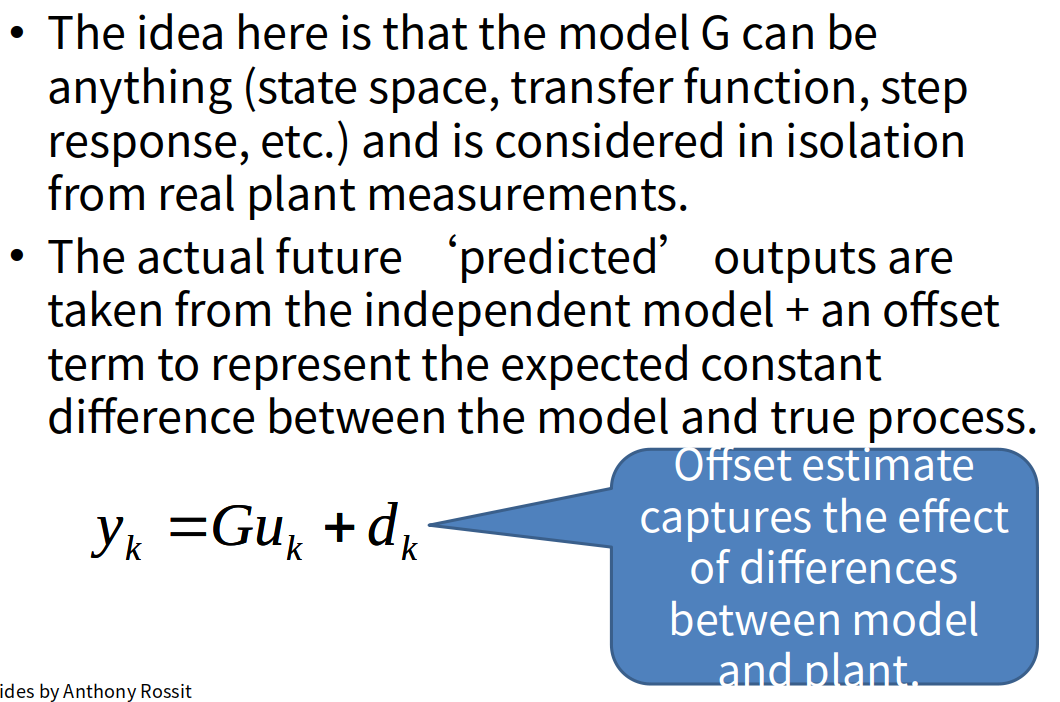 • The idea here is that the model G can be
anything (state space, transfer function, step
response, etc.) and is considered in isolation
from real plant measurements.
• The actual future ‘predicted’ outputs are
taken from the independent model + an offset
term to represent the expected constant
difference between the model and true process.
y_k = Gu_k + d_k
Offset estimate
captures the effect
of differences
between model
and plant.
ides by Anthony Rossit